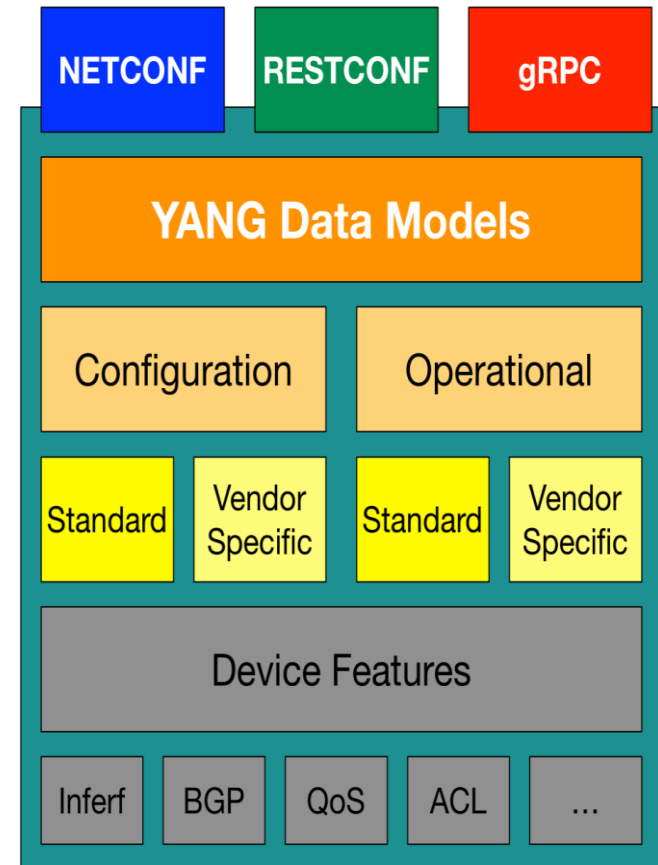 NETCONF
RESTCONF
gRPC
YANG Data Models
Configuration
Operational
Standard
Vendor
Specific
Standard
Vendor
Specific
Device Features
Inferf
BGP
QoS
ACL
...